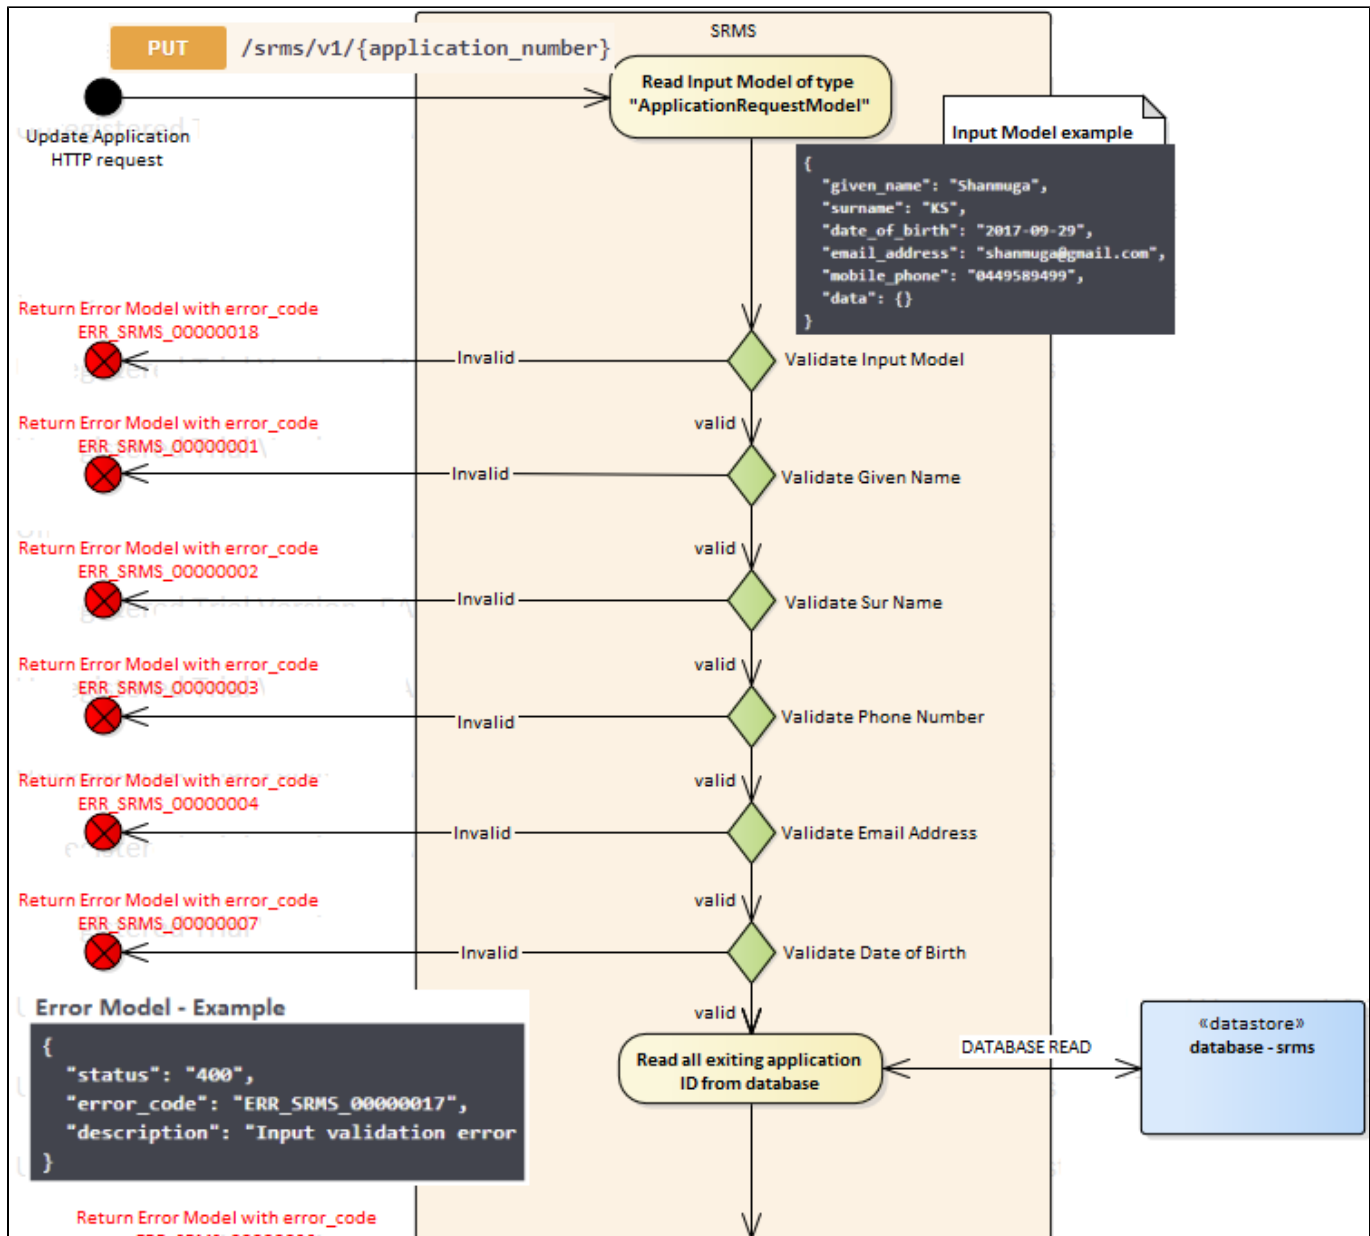 SRMS
PUT /srms/v1/{application_number}
Read Input Model of type
"ApplicationRequestModel"
Update Application
HTTP request
Input Model example
{
"given_name": "Shanmuga",
"surname": "KS",
"date_of_birth": "2017-09-29",
"email_address": "shanmuga@gmail.com",
"mobile_phone": "0449589499",
"data": {}
}
Return Error Model with error_code
ERR_SRMS_00000018
Invalid
Validate Input Model
Return Error Model with error_code
ERR_SRMS_00000001
valid
Invalid
Validate Given Name
Return Error Model with error_code
ERR_SRMS_00000002
valid
Invalid
Validate Sur Name
Return Error Model with error_code
ERR_SRMS_00000003
valid
Invalid
Validate Phone Number
Return Error Model with error_code
ERR_SRMS_00000004
valid
Invalid
Validate Email Address
Return Error Model with error_code
ERR_SRMS_00000007
valid
Invalid
Validate Date of Birth
Error Model - Example
{
"status": "400",
"error_code": "ERR_SRMS_00000017",
"description": "Input validation error
}
valid
Read all exiting application
ID from database
DATABASE READ
«datastore»
database - srms
Return Error Model with error_code